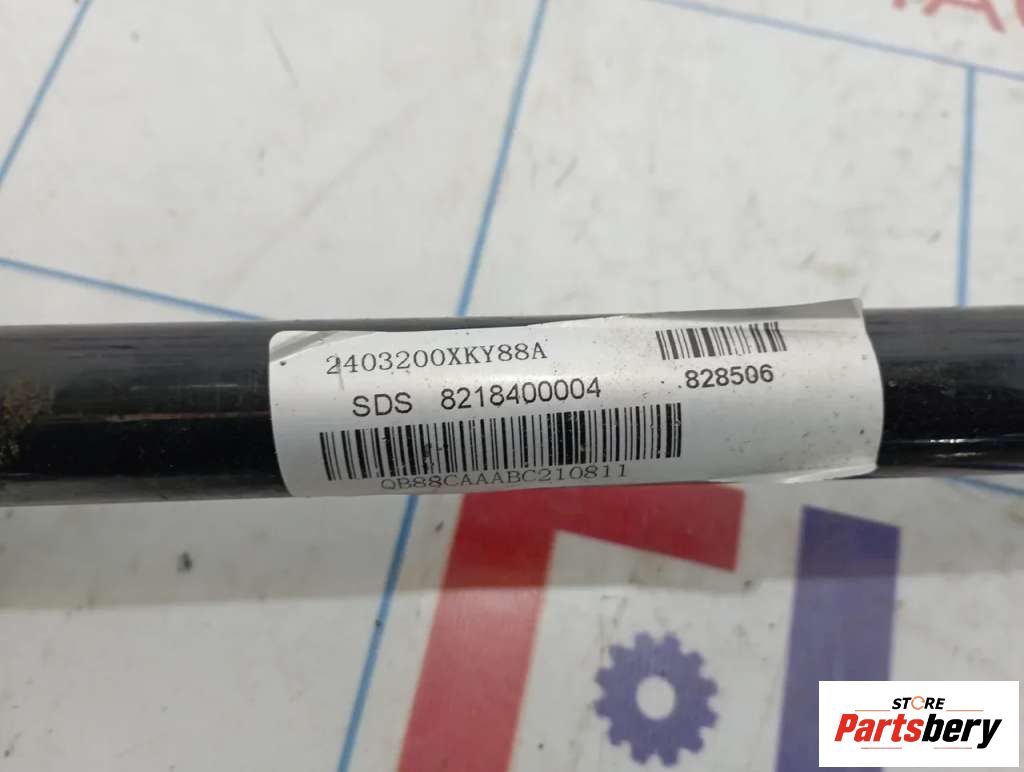 2403200XKY88A
SDS 8218400004
828506
QB88CAAABC210811
STORE
Partsbery